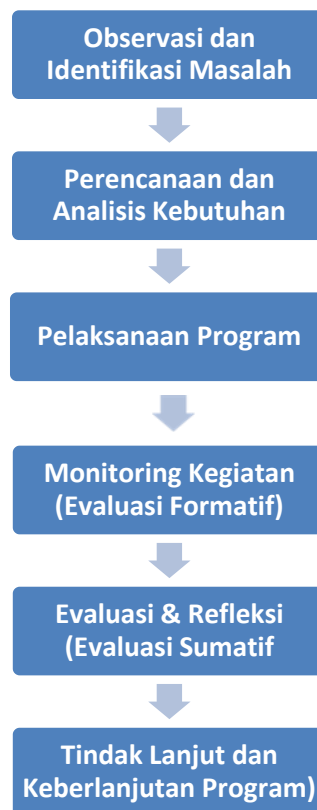 Observasi dan
Identifikasi Masalah
Perencanaan dan
Analisis Kebutuhan
Pelaksanaan Program
Monitoring Kegiatan
(Evaluasi Formatif)
Evaluasi & Refleksi
(Evaluasi Sumatif
Tindak Lanjut dan
Keberlanjutan Program)